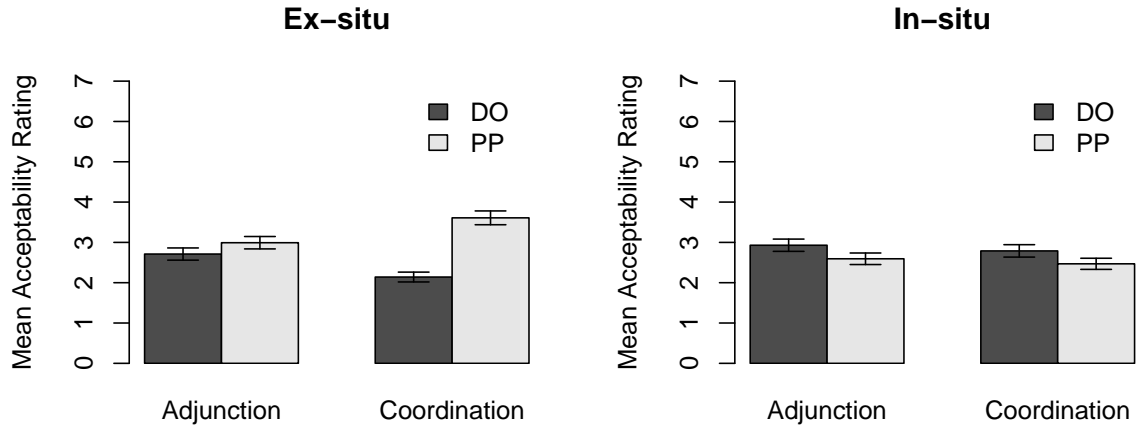 Ex−situ
Mean Acceptability Rating
7
6
5
4
3
2
1
0
DO
PP
Adjunction
Coordination
In−situ
Mean Acceptability Rating
7
6
5
4
3
2
1
0
DO
PP
Adjunction
Coordination